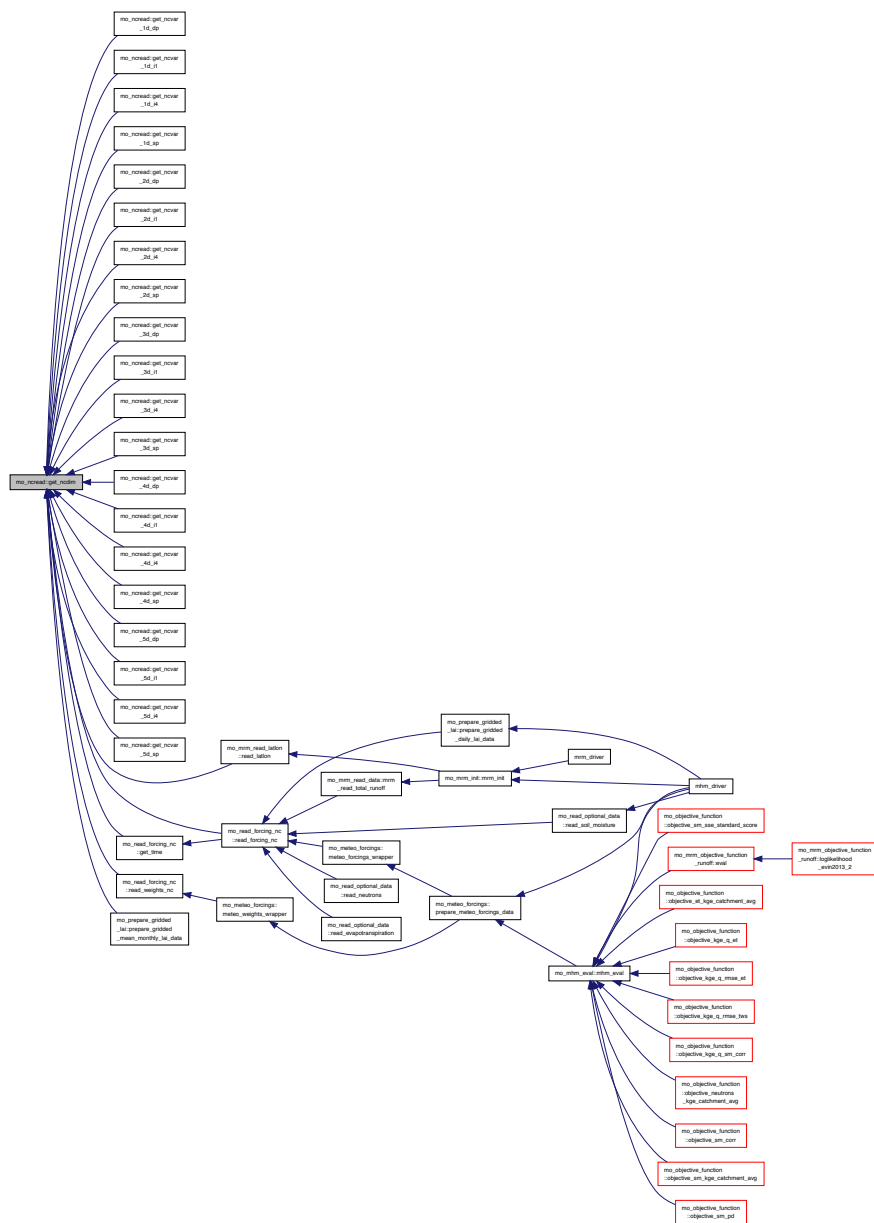 mo_ncread::get_ncvar
_1d_dp
mo_ncread::get_ncvar
_1d_i1
mo_ncread::get_ncvar
_1d_i4
mo_ncread::get_ncvar
_1d_sp
mo_ncread::get_ncvar
_2d_dp
mo_ncread::get_ncvar
_2d_i1
mo_ncread::get_ncvar
_2d_i4
mo_ncread::get_ncvar
_2d_sp
mo_ncread::get_ncvar
_3d_dp
mo_ncread::get_ncvar
_3d_i1
mo_ncread::get_ncvar
_3d_i4
mo_ncread::get_ncvar
_3d_sp
mo_ncread::get_ncdim
mo_ncread::get_ncvar
_4d_dp
mo_ncread::get_ncvar
_4d_i1
mo_ncread::get_ncvar
_4d_i4
mo_ncread::get_ncvar
_4d_sp
mo_ncread::get_ncvar
_5d_dp
mo_ncread::get_ncvar
_5d_i1
mo_ncread::get_ncvar
_5d_i4
mo_ncread::get_ncvar
_5d_sp
mo_mrm_read_latlon
::read_latlon
mo_read_forcing_nc
::read_forcing_nc
mo_read_forcing_nc
::get_time
mo_read_forcing_nc
::read_weights_nc
mo_prepare_gridded
_lai::prepare_gridded
_mean_monthly_lai_data
mo_meteo_forcings::
meteo_weights_wrapper
mo_mrm_read_data::mrm
_read_total_runoff
mo_meteo_forcings::
meteo_forcings_wrapper
mo_read_optional_data
::read_neutrons
mo_read_optional_data
::read_evapotranspiration
mo_prepare_gridded
_lai::prepare_gridded
_daily_lai_data
mo_mrm_init::mrm_init
mrm_driver
mo_read_optional_data
::read_soil_moisture
mhm_driver
mo_meteo_forcings::
prepare_meteo_forcings_data
mo_mhm_eval::mhm_eval
mo_objective_function
::objective_sm_sse_standard_score
mo_mrm_objective_function
_runoff::eval
mo_mrm_objective_function
_runoff::loglikelihood
_evin2013_2
mo_objective_function
::objective_et_kge_catchment_avg
mo_objective_function
::objective_kge_q_et
mo_objective_function
::objective_kge_q_rmse_et
mo_objective_function
::objective_kge_q_rmse_tws
mo_objective_function
::objective_kge_q_sm_corr
mo_objective_function
::objective_neutrons
_kge_catchment_avg
mo_objective_function
::objective_sm_corr
mo_objective_function
::objective_sm_kge_catchment_avg
mo_objective_function
::objective_sm_pd